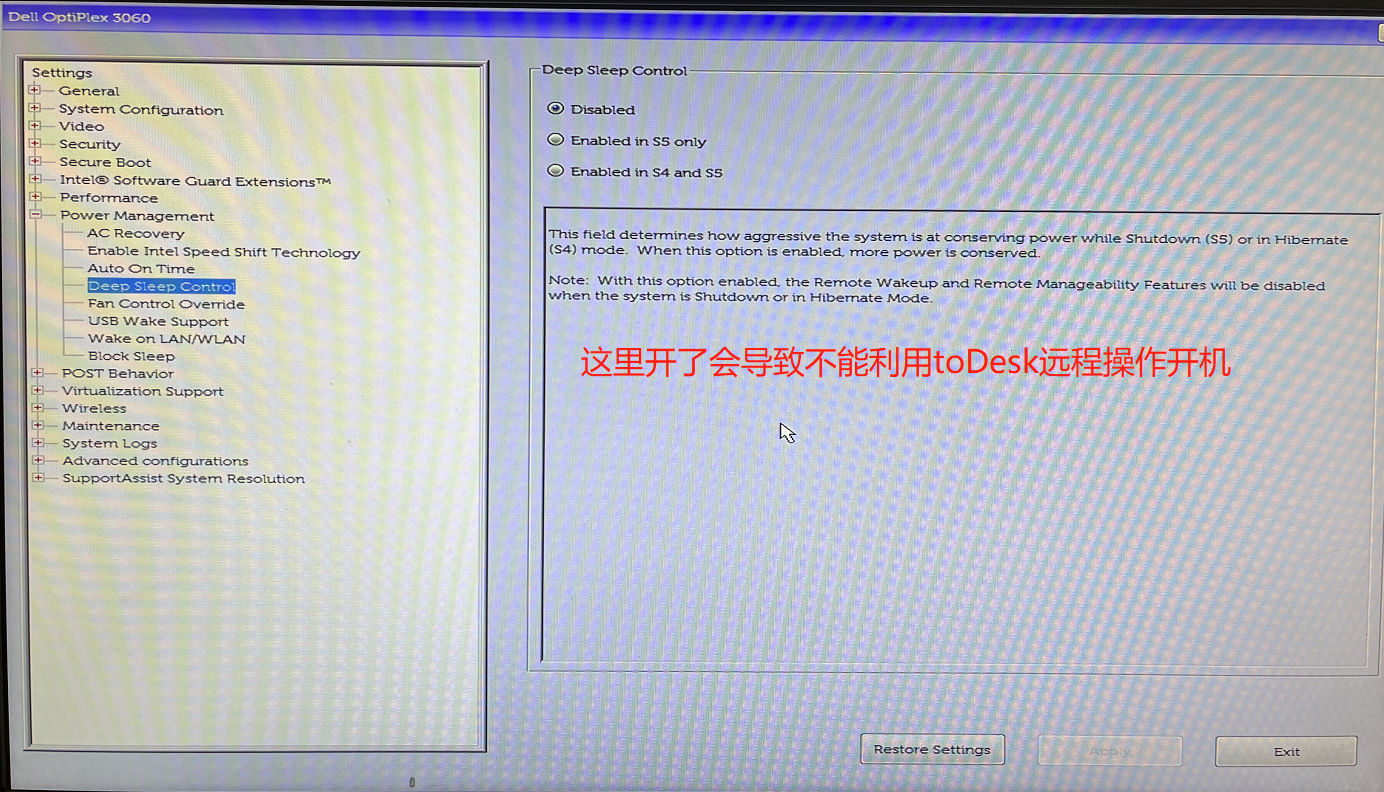 Dell OptiPlex 3060
Settings
General
System Configuration
Video
Security
Secure Boot
Intel® Software Guard Extensions™
Performance
Power Management
AC Recovery
Enable Intel Speed Shift Technology
Auto On Time
Deep Sleep Control
Fan Control Override
USB Wake Support
Wake on LAN/WLAN
Block Sleep
POST Behavior
Virtualization Support
Wireless
Maintenance
System Logs
Advanced configurations
SupportAssist System Resolution
Deep Sleep Control
Disabled
Enabled in S5 only
Enabled in S4 and S5
This field determines how aggressive the system is at conserving power while Shutdown (S5) or in Hibernate
(S4) mode. When this option is enabled, more power is conserved.
Note: With this option enabled, the Remote Wakeup and Remote Manageability Features will be disabled
when the system is Shutdown or in Hibernate Mode.
这里开了会导致不能利用toDesk远程操作开机
Restore Settings
Apply
Exit